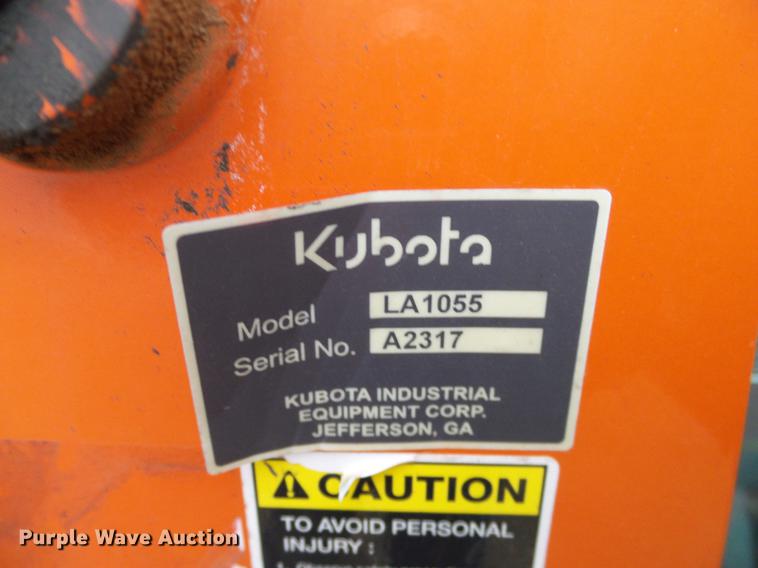 Kubota
Model LA1055
Serial No. A2317
KUBOTA INDUSTRIAL
EQUIPMENT CORP.
JEFFERSON, GA
CAUTION
TO AVOID PERSONAL
INJURY :
Purple Wave Auction